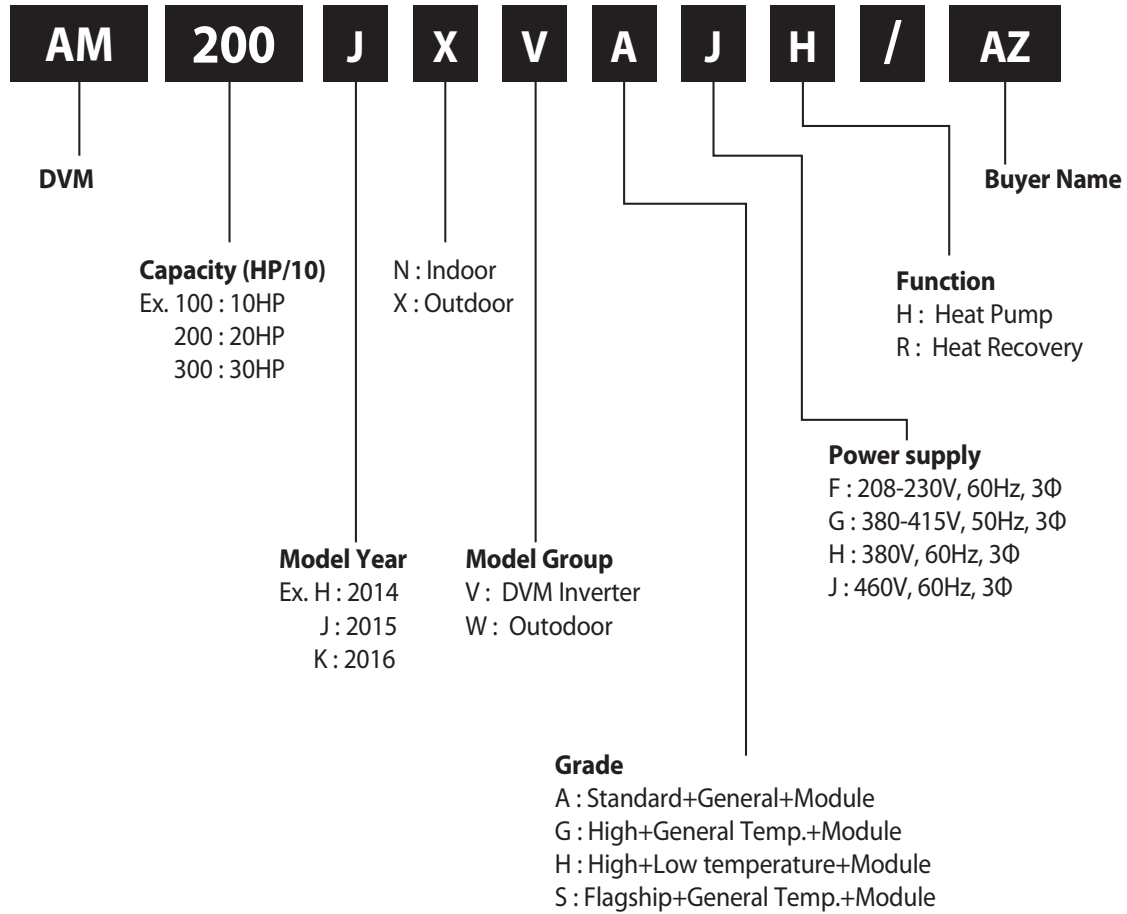 AM 200 J X V A J H / AZ
DVM
Buyer Name
Capacity (HP/10)
Ex. 100 : 10HP
200 : 20HP
300 : 30HP
N : Indoor
X : Outdoor
Function
H : Heat Pump
R : Heat Recovery
Power supply
F : 208-230V, 60Hz, 3Φ
G : 380-415V, 50Hz, 3Φ
H : 380V, 60Hz, 3Φ
J : 460V, 60Hz, 3Φ
Model Year
Ex. H : 2014
J : 2015
K : 2016
Model Group
V : DVM Inverter
W : Outodoor
Grade
A : Standard+General+Module
G : High+General Temp.+Module
H : High+Low temperature+Module
S : Flagship+General Temp.+Module